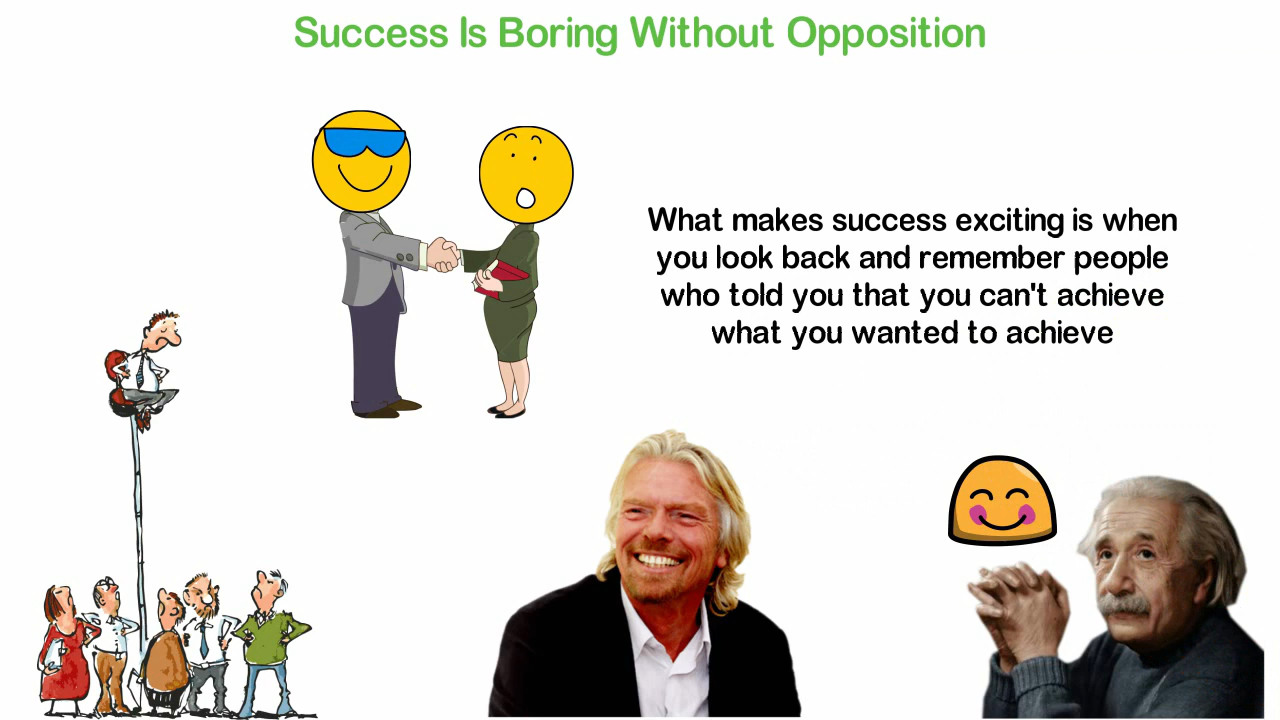 Success Is Boring Without Opposition
What makes success exciting is when
you look back and remember people
who told you that you can't achieve
what you wanted to achieve